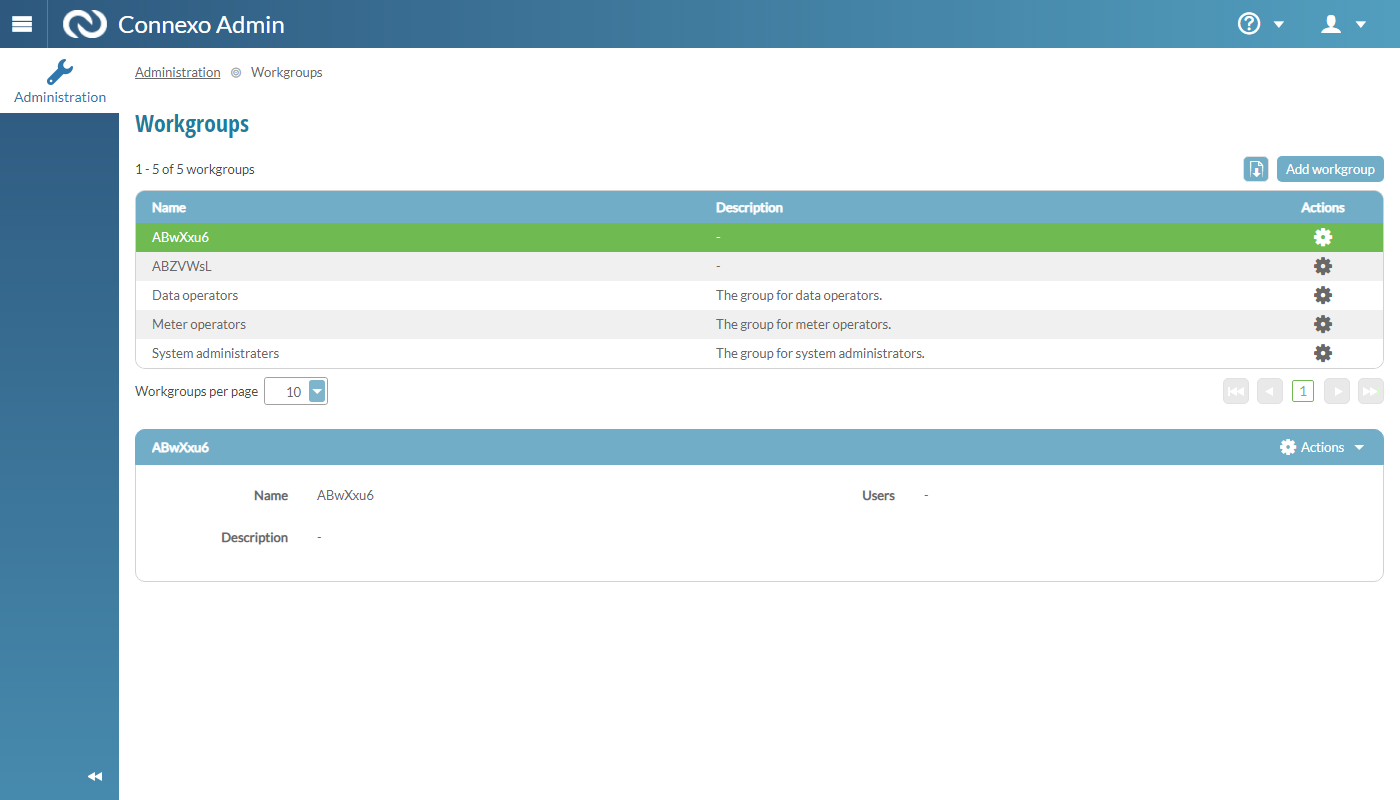 Connexo Admin
Administration
Administration Workgroups
Workgroups
1 - 5 of 5 workgroups Add workgroup
Name Description Actions
ABwXxu6 -
ABZVWsL -
Data operators The group for data operators.
Meter operators The group for meter operators.
System administraters The group for system administrators.
Workgroups per page 10 1
ABwXxu6 Actions
Name ABwXxu6 Users -
Description -